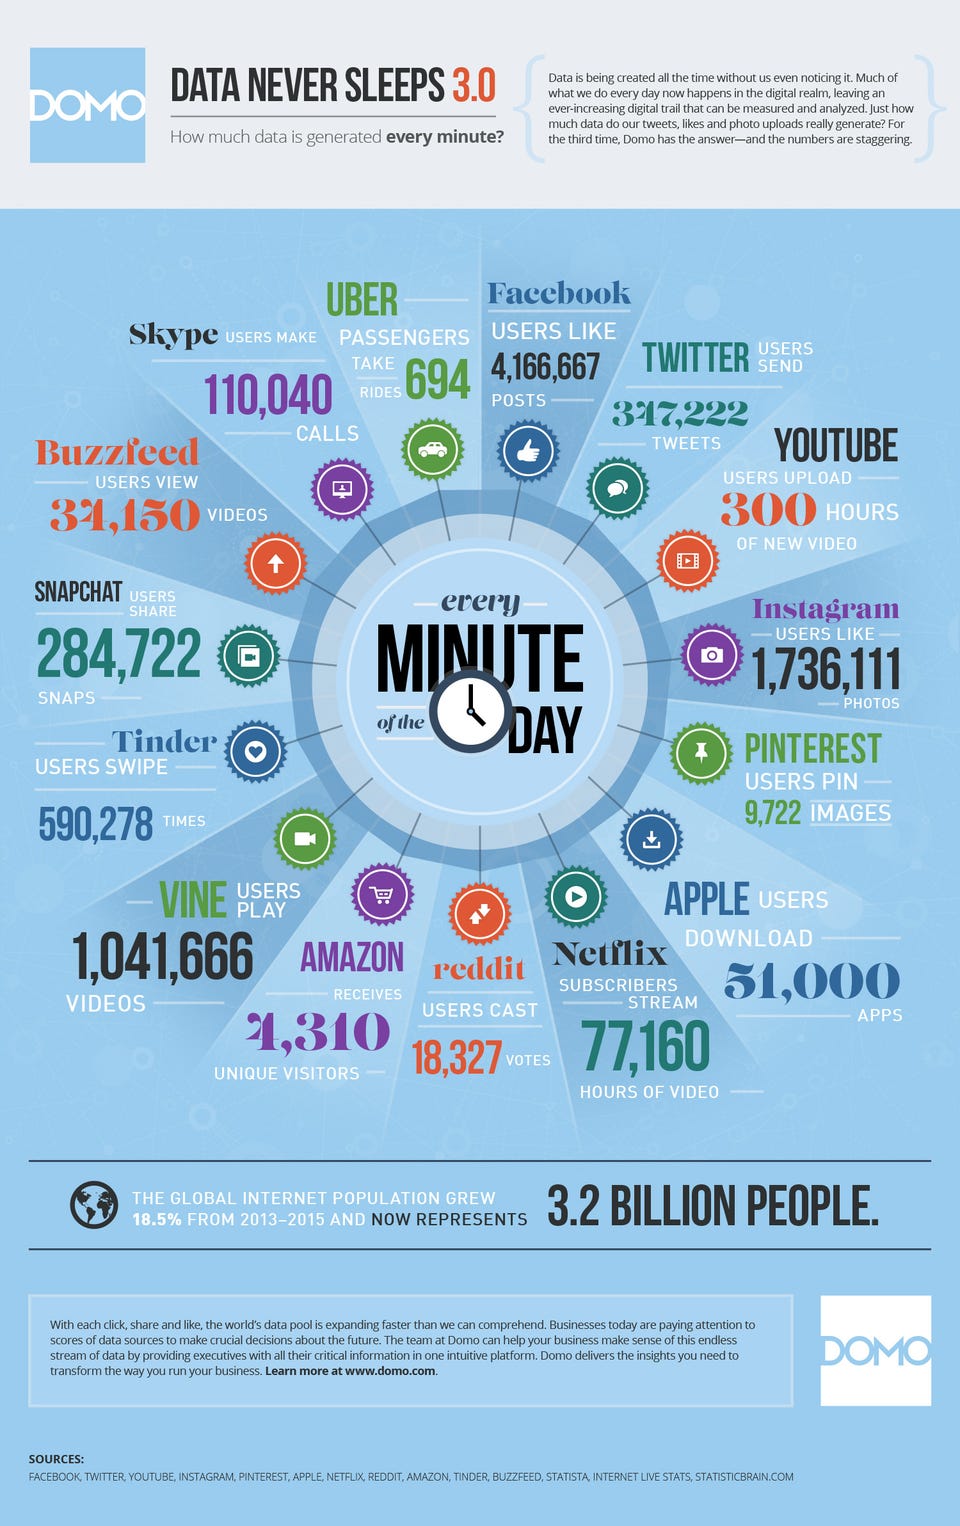 DOMO
DATA NEVER SLEEPS 3.0
How much data is generated every minute?
Data is being created all the time without us even noticing it. Much of
what we do every day now happens in the digital realm, leaving an
ever-increasing digital trail that can be measured and analyzed. Just how
much data do our tweets, likes and photo uploads really generate? For
the third time, Domo has the answer—and the numbers are staggering.
UBER
PASSENGERS
TAKE
RIDES 694
Facebook
USERS LIKE
4,166,667
POSTS
TWITTER USERS
SEND
347,222
TWEETS
YOUTUBE
USERS UPLOAD
300 HOURS
OF NEW VIDEO
Instagram
USERS LIKE
1,736,111
PHOTOS
PINTEREST
USERS PIN
9,722 IMAGES
APPLE USERS
DOWNLOAD
51,000
APPS
Netflix
SUBSCRIBERS
STREAM
77,160
HOURS OF VIDEO
reddit
USERS CAST
18,327 VOTES
AMAZON
RECEIVES
4,310
UNIQUE VISITORS
VINE USERS
PLAY
1,041,666
VIDEOS
Tinder
USERS SWIPE
590,278 TIMES
SNAPCHAT USERS
SHARE
284,722
SNAPS
Buzzfeed
USERS VIEW
34,150 VIDEOS
Skype USERS MAKE
110,040
CALLS
every
MINUTE
of the
DAY
THE GLOBAL INTERNET POPULATION GREW
18.5% FROM 2013–2015 AND NOW REPRESENTS
3.2 BILLION PEOPLE.
With each click, share and like, the world's data pool is expanding faster than we can comprehend. Businesses today are paying attention to
scores of data sources to make crucial decisions about the future. The team at Domo can help your business make sense of this endless
stream of data by providing executives with all their critical information in one intuitive platform. Domo delivers the insights you need to
transform the way you run your business. Learn more at www.domo.com.
DOMO
SOURCES:
FACEBOOK, TWITTER, YOUTUBE, INSTAGRAM, PINTEREST, APPLE, NETFLIX, REDDIT, AMAZON, TINDER, BUZZFEED, STATISTA, INTERNET LIVE STATS, STATISTICBRAIN.COM